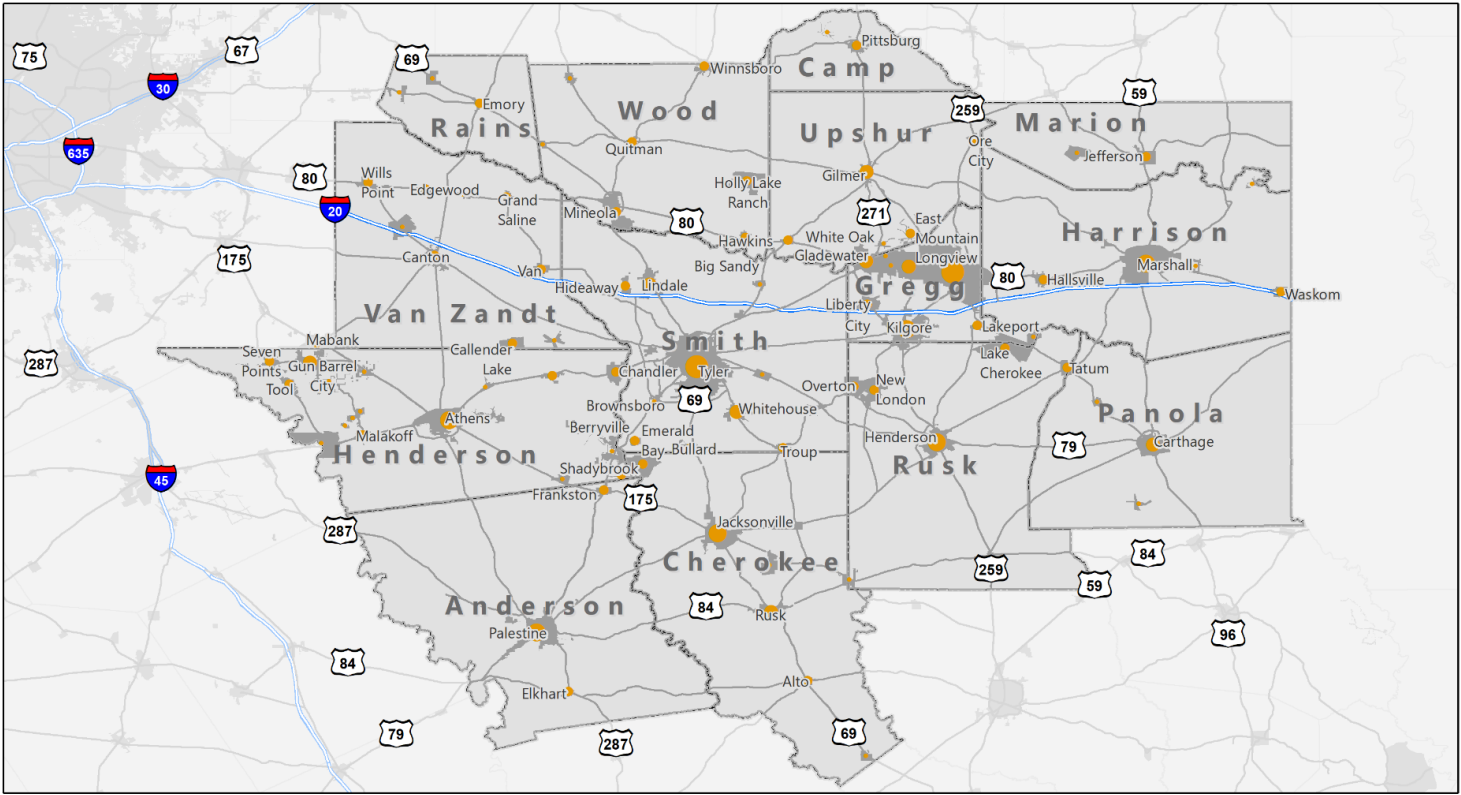 75
67
69
30
635
80
20
175
287
45
Pittsburg
Camp
Winnsboro
Wood
Emory
Rains
Quitman
Upshur
259
59
Marion
Ore
City
Jefferson
Wills
Point
Edgewood
Grand
Saline
Mineola
Holly Lake
Ranch
Gilmer
271
80
East
Mountain
White Oak
Gladewater
Longview
Gregg
Hawkins
Big Sandy
Harrison
Marshall
80
Hallsville
Waskom
Canton
Van
Hideaway
Lindale
Liberty
City
Kilgore
Lakeport
Lake
Cherokee
Van Zandt
Smith
Mabank
Seven
Points
Gun Barrel
City
Tool
Callender
Lake
Chandler
Tyler
69
Overton
New
London
Tatum
Panola
Brownsboro
Whitehouse
Athens
Malakoff
Henderson
Berryville
Emerald
Bay
Bullard
Troup
Henderson
Rusk
79
Carthage
Shadybrook
Frankston
175
287
Jacksonville
Cherokee
259
84
59
Anderson
84
Rusk
96
Palestine
84
Elkhart
Alto
79
287
69